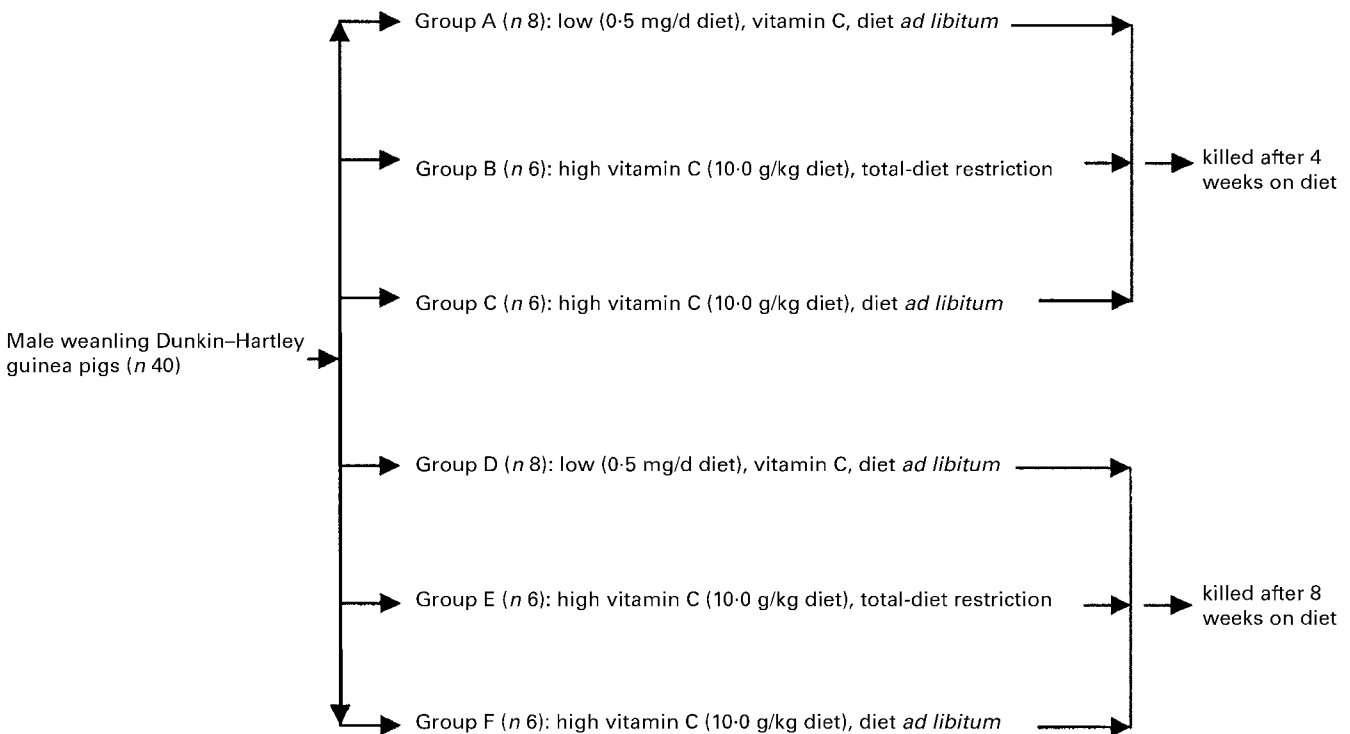 Group A (n 8): low (0·5 mg/d diet), vitamin C, diet ad libitum
Group B (n 6): high vitamin C (10·0 g/kg diet), total-diet restriction
killed after 4
weeks on diet
Group C (n 6): high vitamin C (10·0 g/kg diet), diet ad libitum
Male weanling Dunkin–Hartley
guinea pigs (n 40)
Group D (n 8): low (0·5 mg/d diet), vitamin C, diet ad libitum
Group E (n 6): high vitamin C (10·0 g/kg diet), total-diet restriction
killed after 8
weeks on diet
Group F (n 6): high vitamin C (10·0 g/kg diet), diet ad libitum